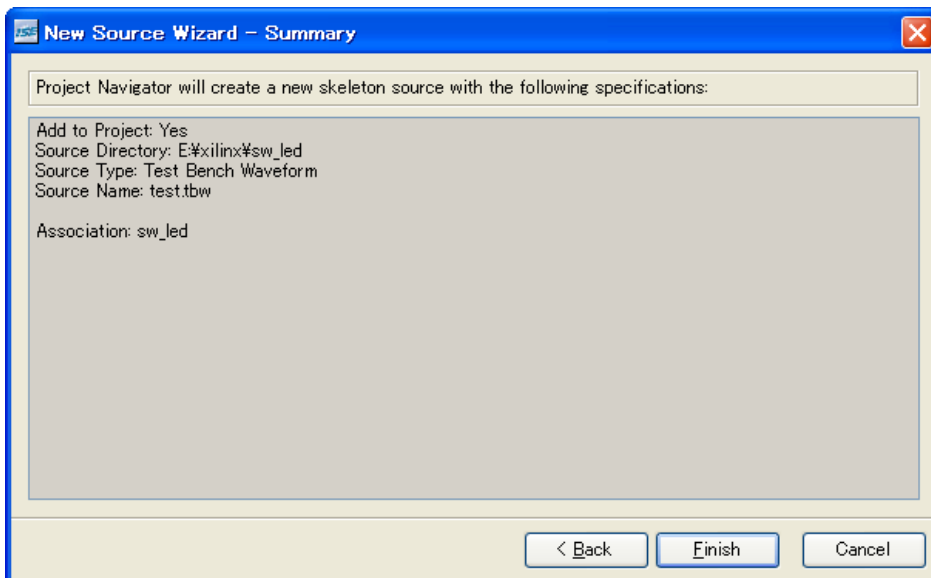 ISE New Source Wizard - Summary
Project Navigator will create a new skeleton source with the following specifications:
Add to Project: Yes
Source Directory: E:¥xilinx¥sw_led
Source Type: Test Bench Waveform
Source Name: test.tbw
Association: sw_led
< Back Finish Cancel